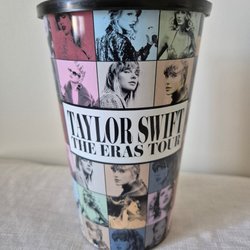 TAYLOR SWIFT
THE ERAS TOUR